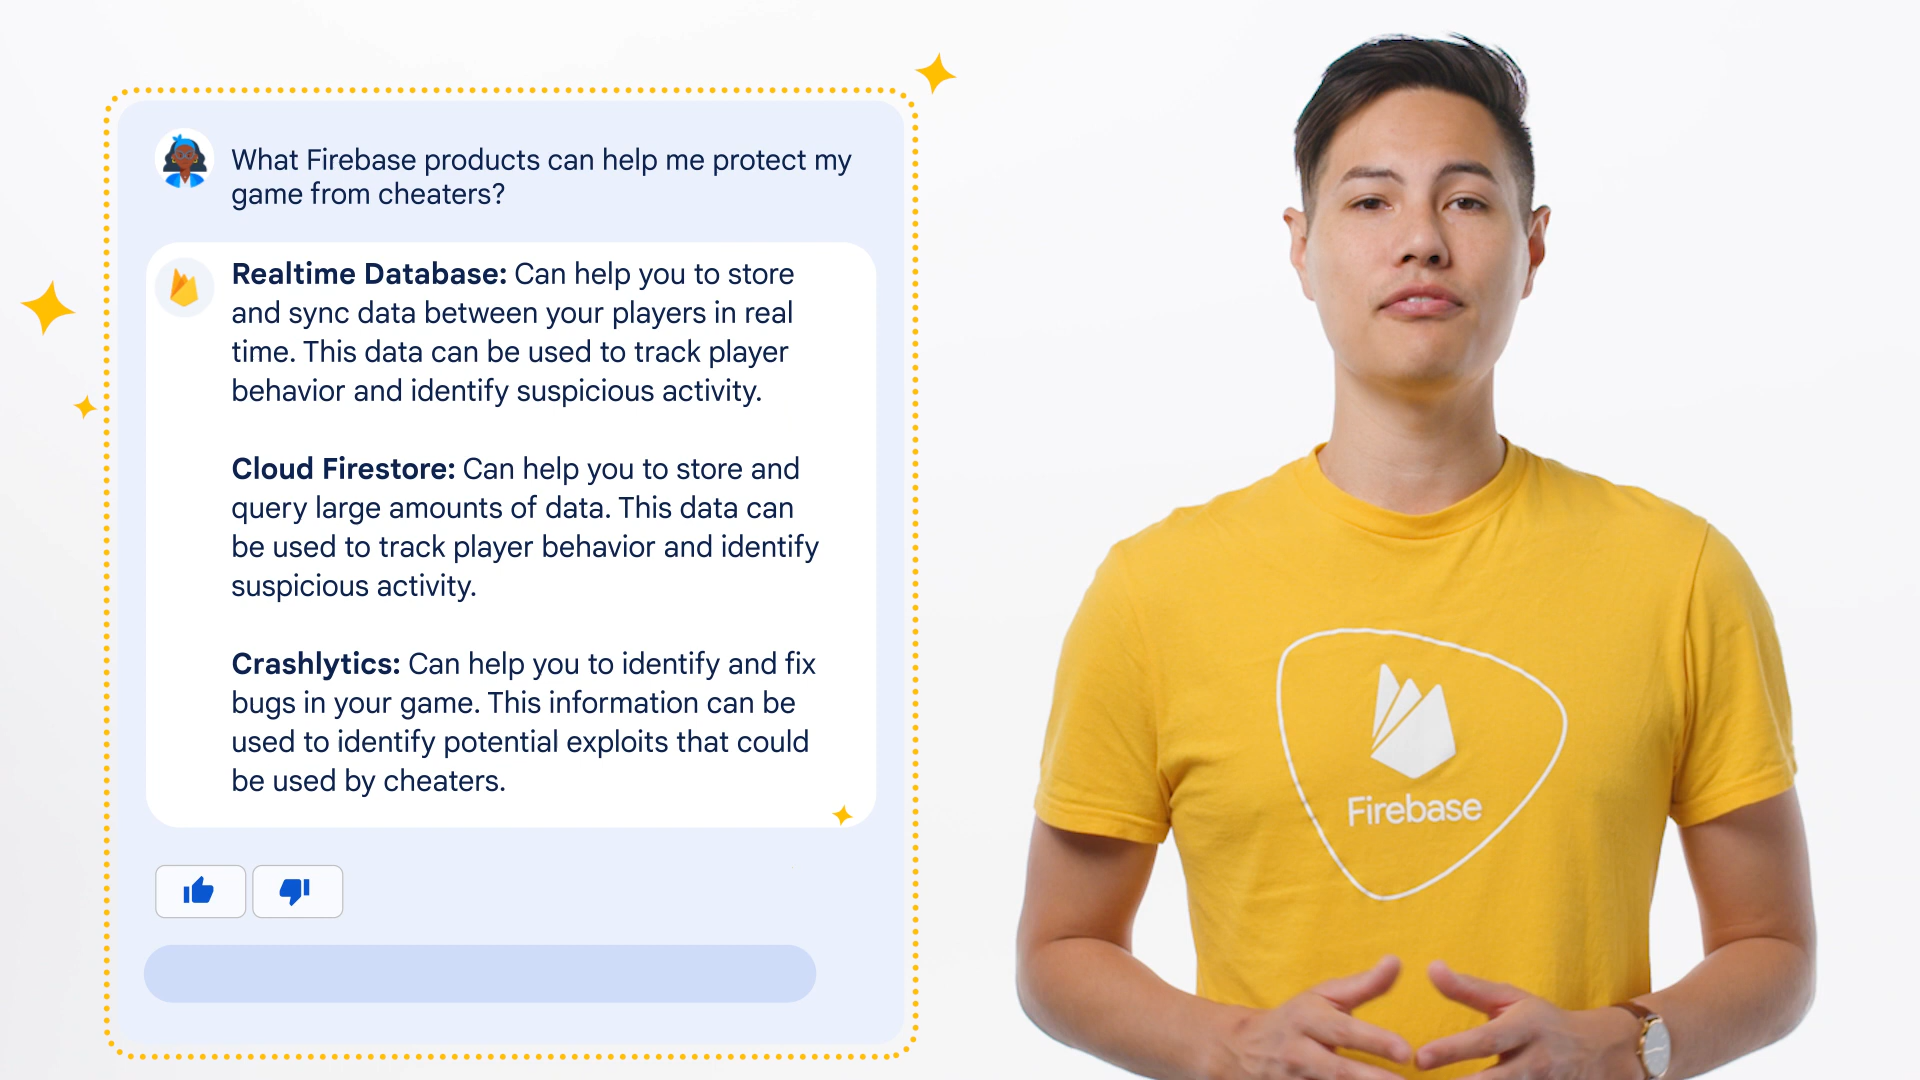 What Firebase products can help me protect my
game from cheaters?
Realtime Database: Can help you to store
and sync data between your players in real
time. This data can be used to track player
behavior and identify suspicious activity.
Cloud Firestore: Can help you to store and
query large amounts of data. This data can
be used to track player behavior and identify
suspicious activity.
Crashlytics: Can help you to identify and fix
bugs in your game. This information can be
used to identify potential exploits that could
be used by cheaters.
Firebase